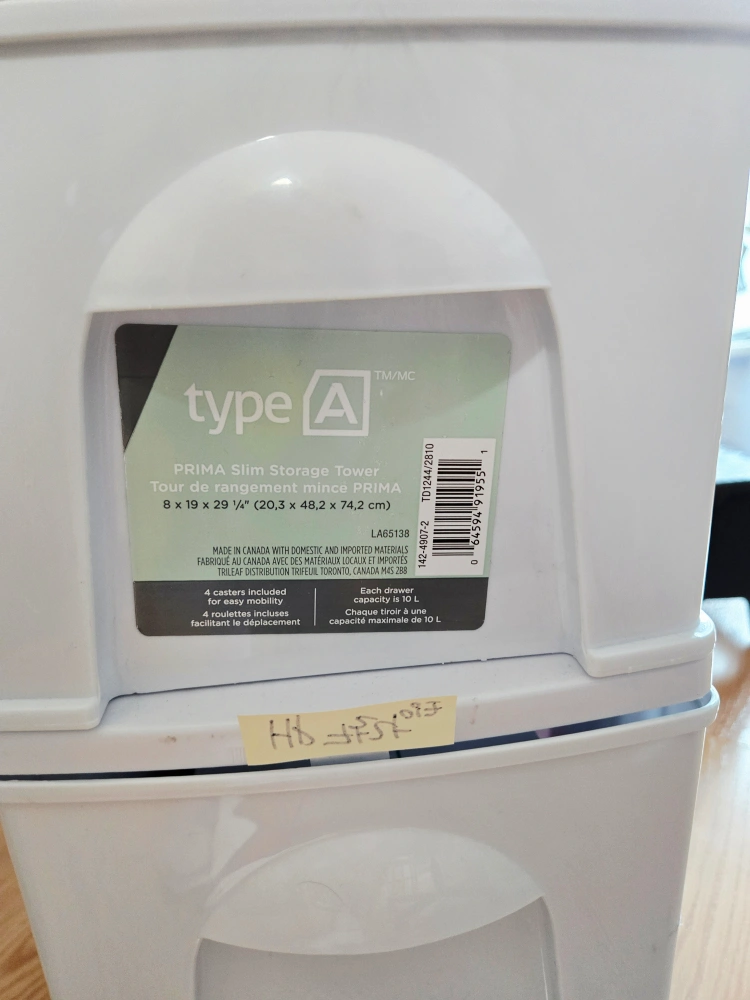 type A TM/MC
PRIMA Slim Storage Tower
Tour de rangement mince PRIMA
8 x 19 x 29 ¼" (20,3 x 48,2 x 74,2 cm)
LA65138
MADE IN CANADA WITH DOMESTIC AND IMPORTED MATERIALS
FABRIQUÉ AU CANADA AVEC DES MATÉRIAUX LOCAUX ET IMPORTÉS
TRILEAF DISTRIBUTION TRIFEUIL TORONTO, CANADA M4S 2B8
142-4907-2 TD1244/2810
0 64594 91955 1
4 casters included
for easy mobility
4 roulettes incluses
facilitant le déplacement
Each drawer
capacity is 10 L
Chaque tiroir à une
capacité maximale de 10 L